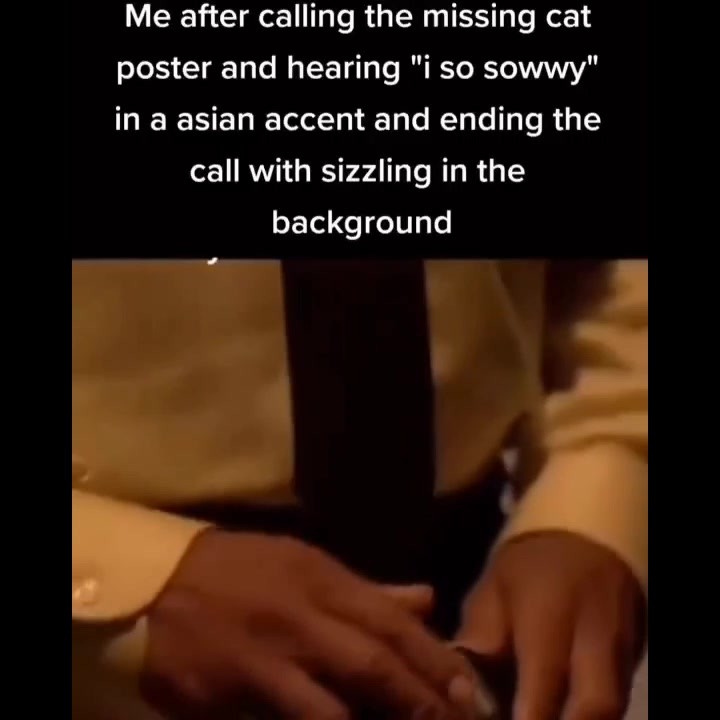 Me after calling the missing cat
poster and hearing "i so sowwy"
in a asian accent and ending the
call with sizzling in the
background